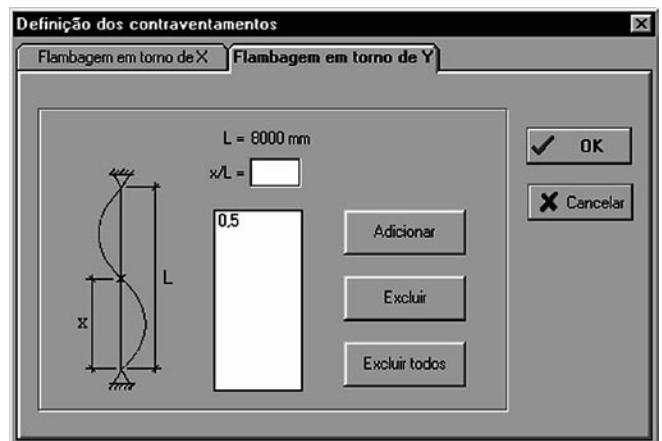 Definição dos contraventamentos
Flambagem em torno de X
Flambagem em torno de Y
L = 8000 mm
x/L =
0,5
L
x
Adicionar
Excluir
Excluir todos
OK
Cancelar